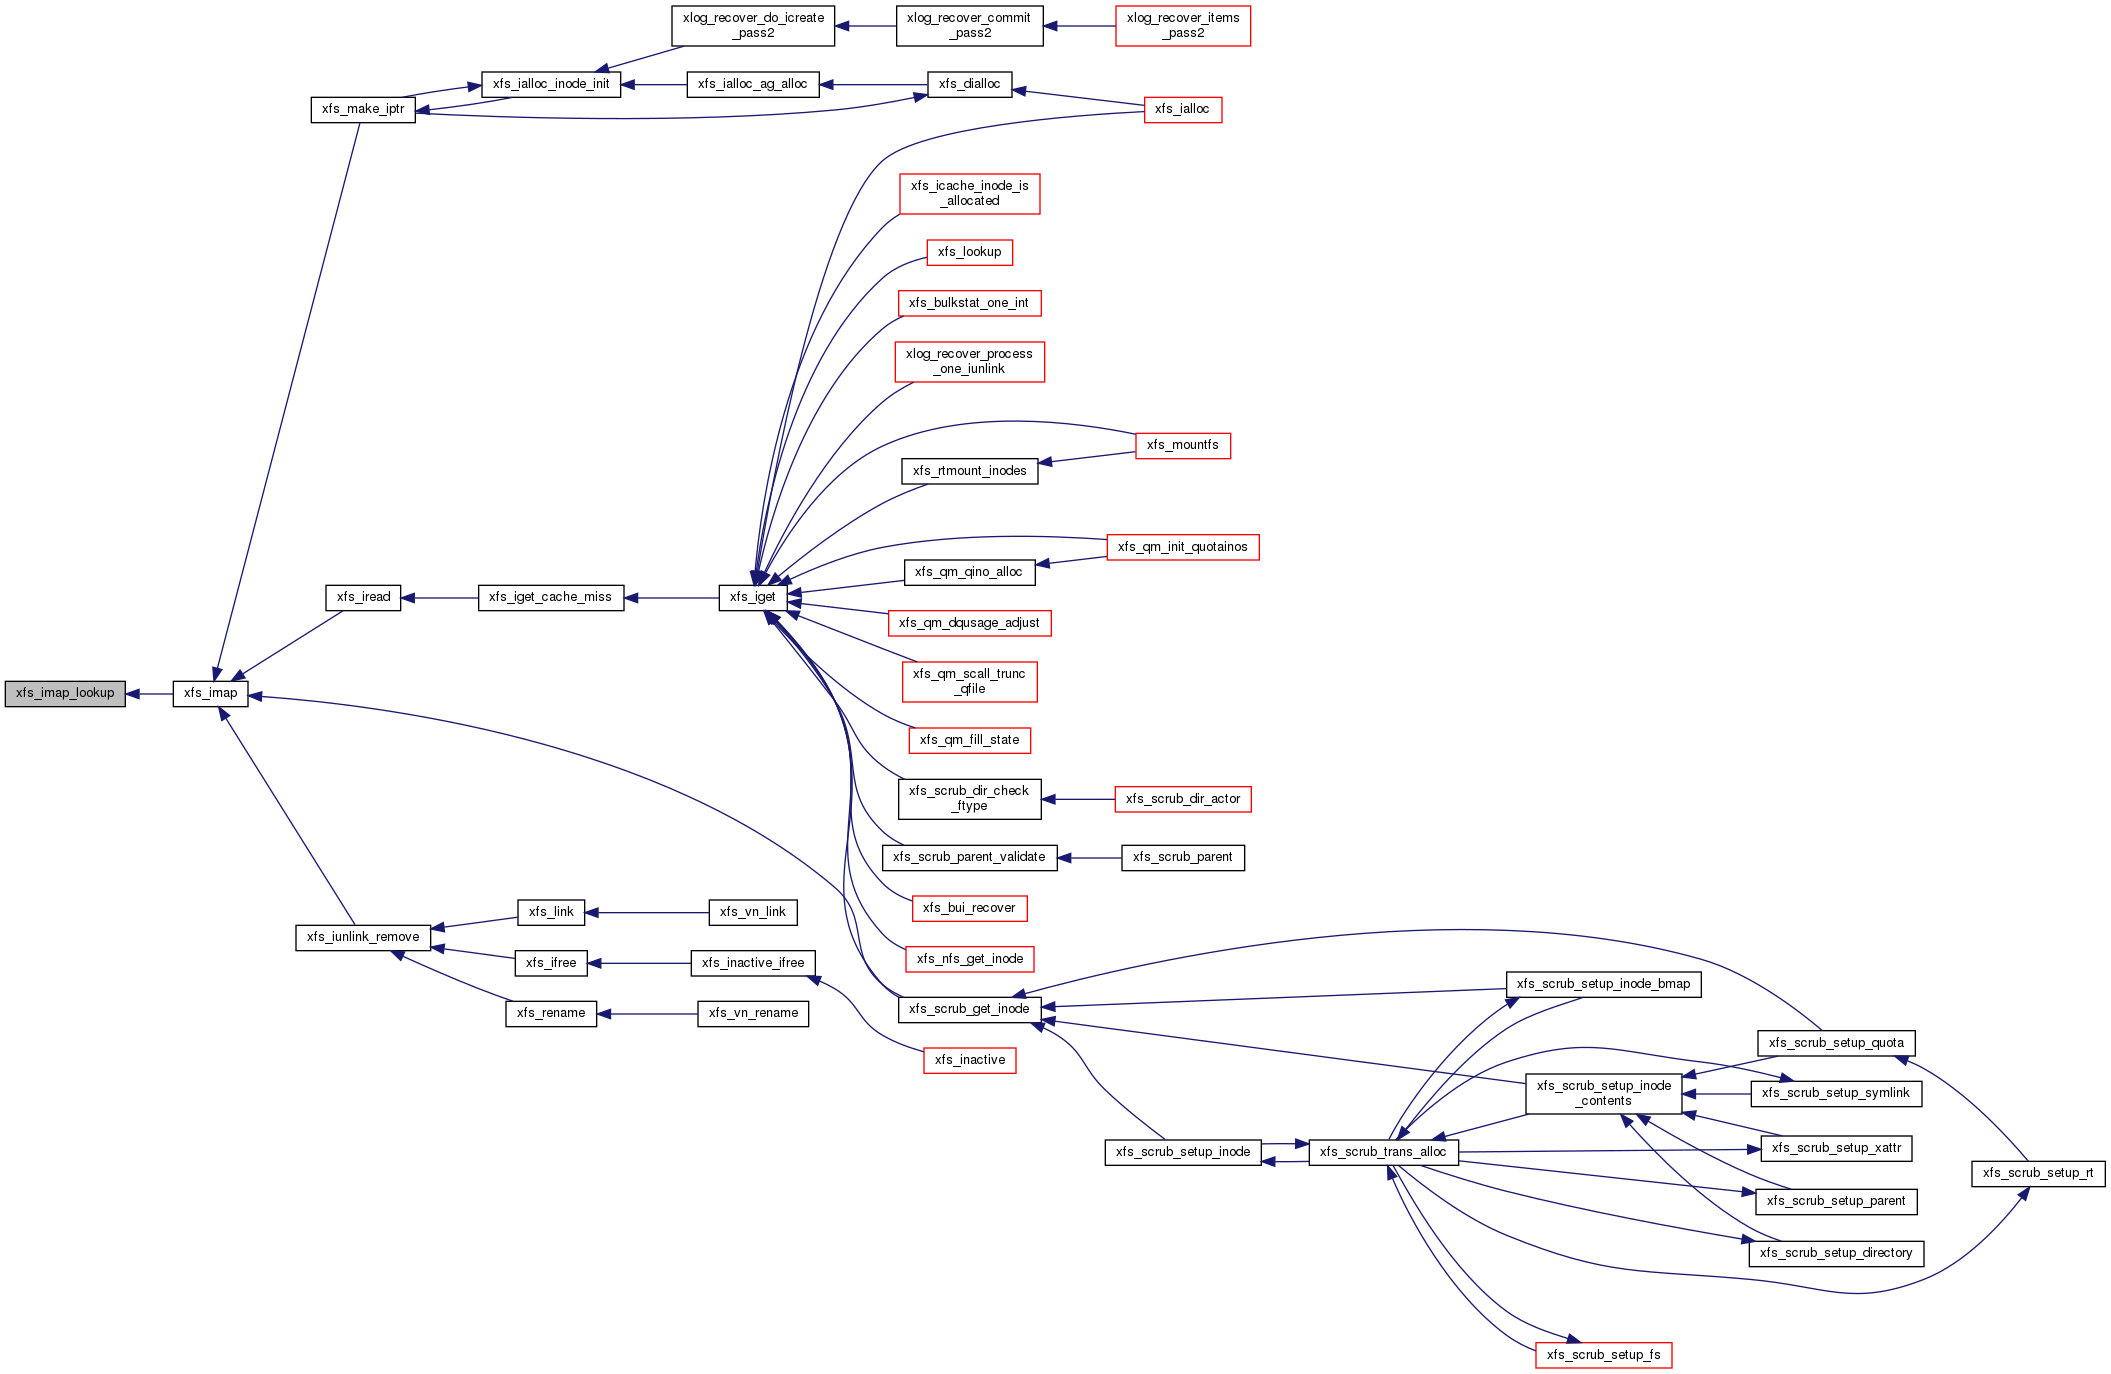 xlog_recover_do_icreate
_pass2
xlog_recover_commit
_pass2
xlog_recover_items
_pass2
xfs_ialloc_inode_init
xfs_ialloc_ag_alloc
xfs_dialloc
xfs_make_iptr
xfs_ialloc
xfs_icache_inode_is
_allocated
xfs_lookup
xfs_bulkstat_one_int
xlog_recover_process
_one_iunlink
xfs_mountfs
xfs_rtmount_inodes
xfs_qm_init_quotainos
xfs_qm_qino_alloc
xfs_iread
xfs_iget_cache_miss
xfs_iget
xfs_qm_dqusage_adjust
xfs_qm_scall_trunc
_qfile
xfs_imap_lookup
xfs_imap
xfs_qm_fill_state
xfs_scrub_dir_check
_ftype
xfs_scrub_dir_actor
xfs_scrub_parent_validate
xfs_scrub_parent
xfs_link
xfs_vn_link
xfs_bui_recover
xfs_iunlink_remove
xfs_ifree
xfs_inactive_ifree
xfs_nfs_get_inode
xfs_rename
xfs_vn_rename
xfs_scrub_get_inode
xfs_scrub_setup_inode_bmap
xfs_inactive
xfs_scrub_setup_quota
xfs_scrub_setup_inode
_contents
xfs_scrub_setup_symlink
xfs_scrub_setup_inode
xfs_scrub_trans_alloc
xfs_scrub_setup_xattr
xfs_scrub_setup_rt
xfs_scrub_setup_parent
xfs_scrub_setup_directory
xfs_scrub_setup_fs